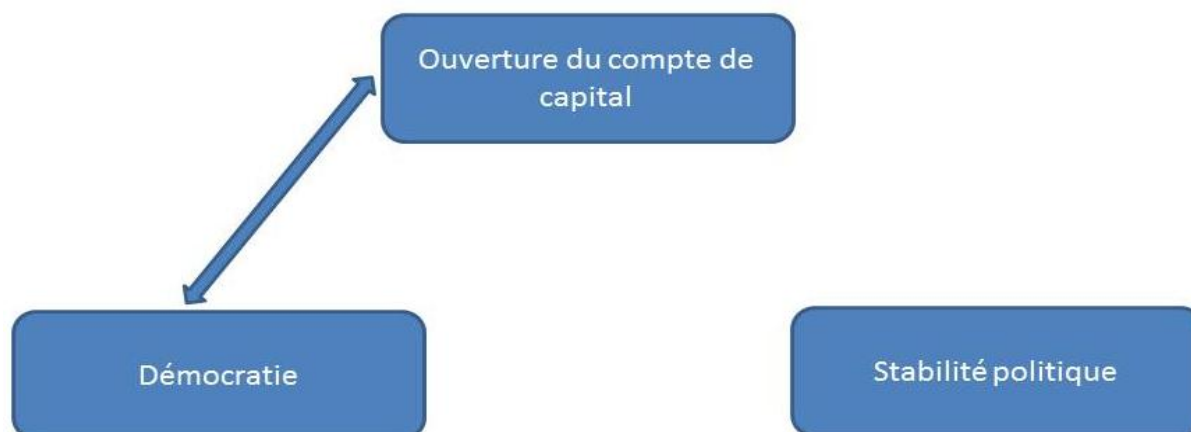 Ouverture du compte de
capital
Démocratie
Stabilité politique